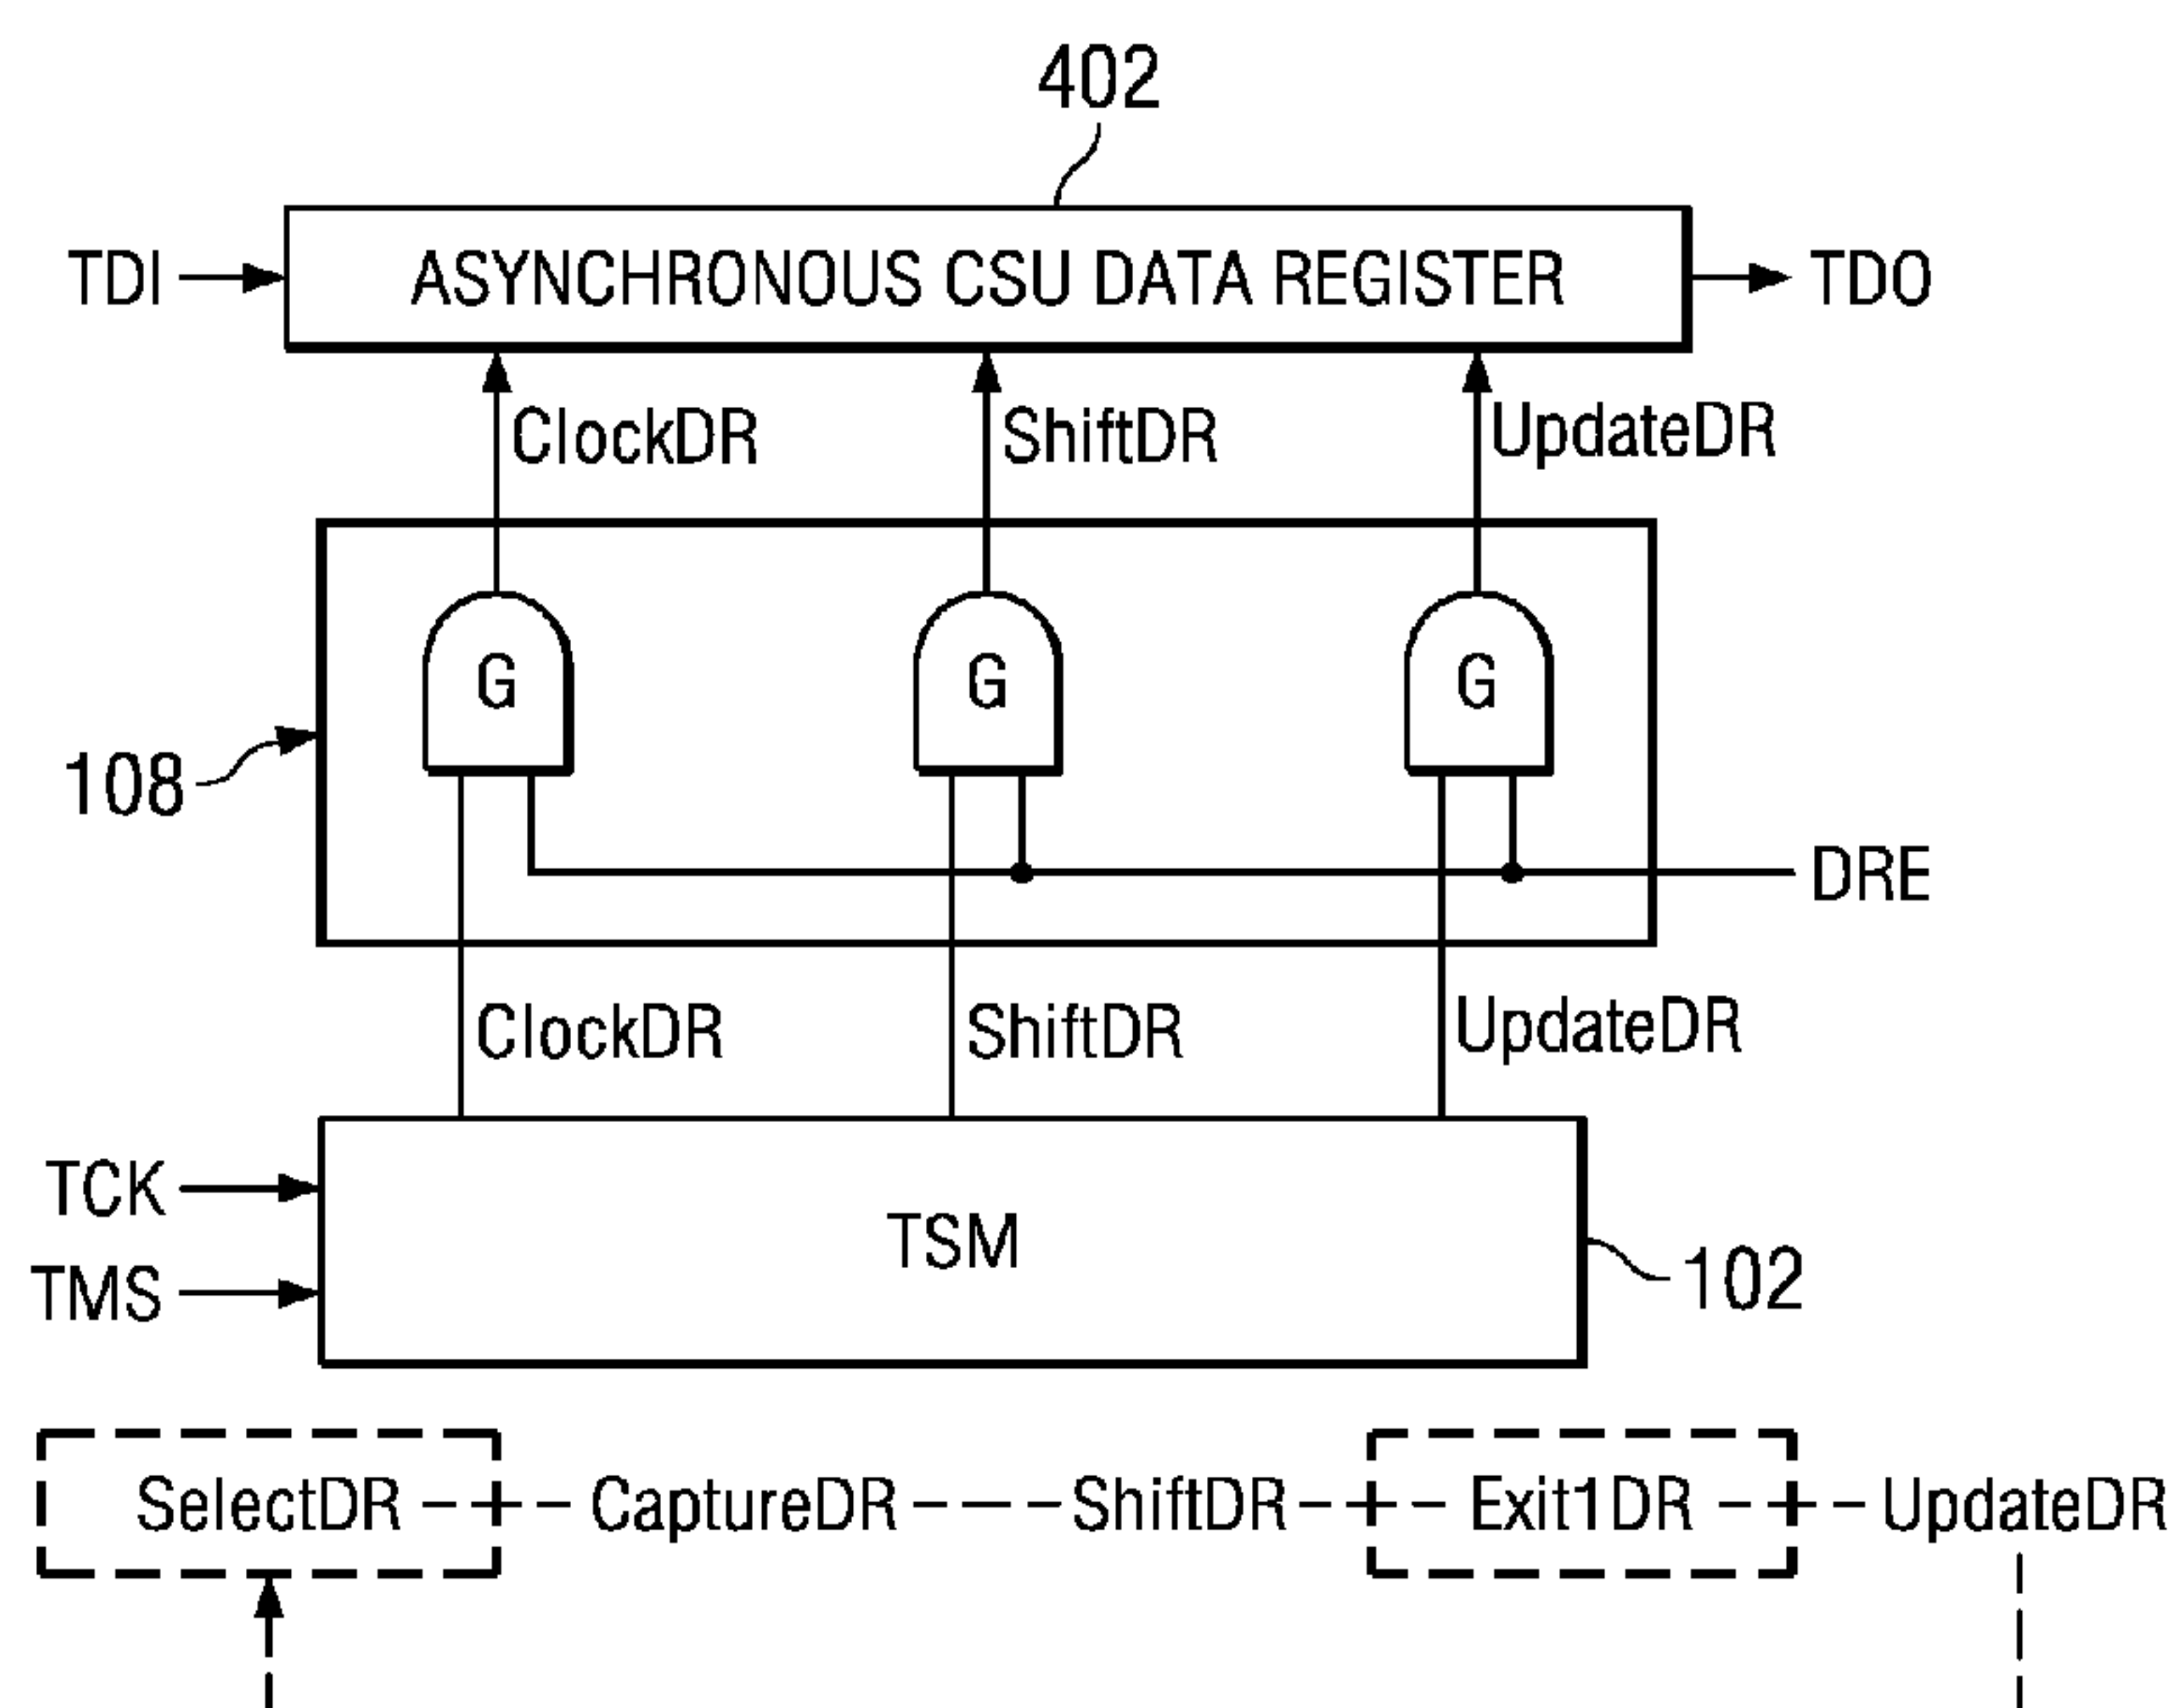 402
TDI
ASYNCHRONOUS CSU DATA REGISTER
TDO
ClockDR
ShiftDR
UpdateDR
G
G
G
108
DRE
ClockDR
ShiftDR
UpdateDR
TCK
TMS
TSM
102
SelectDR
CaptureDR
ShiftDR
Exit1DR
UpdateDR